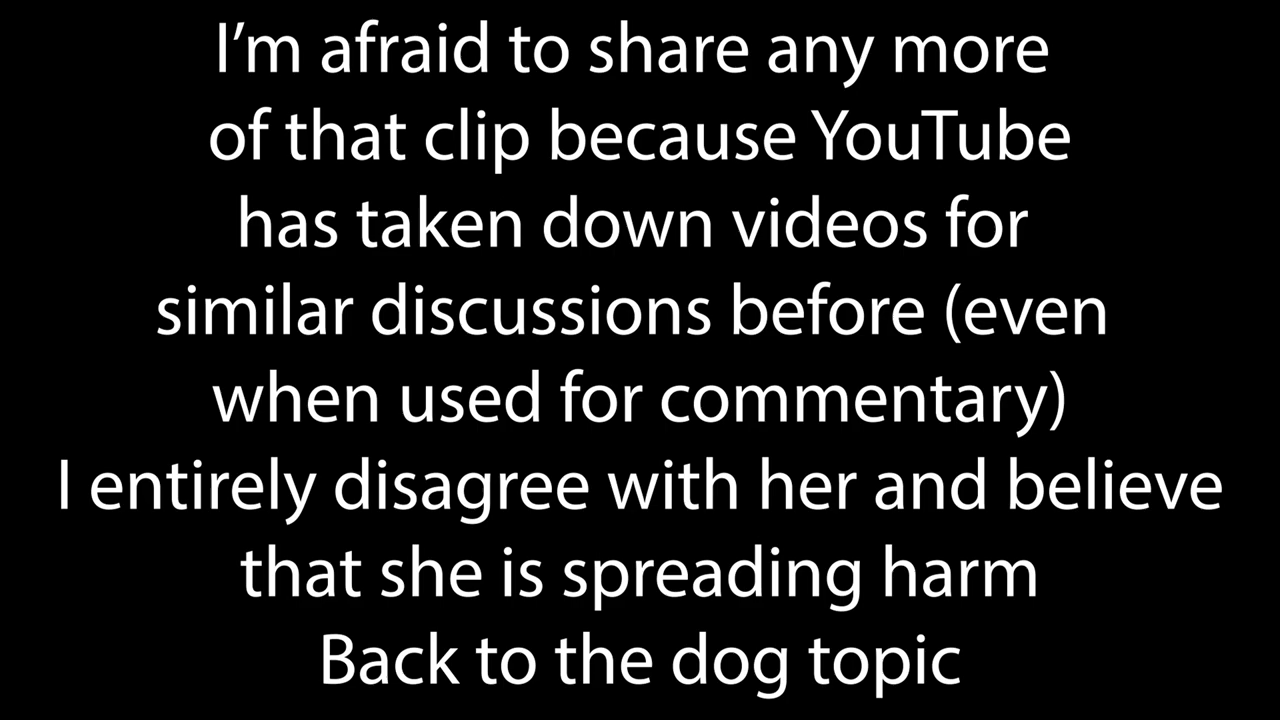 I’m afraid to share any more
of that clip because YouTube
has taken down videos for
similar discussions before (even
when used for commentary)
I entirely disagree with her and believe
that she is spreading harm
Back to the dog topic